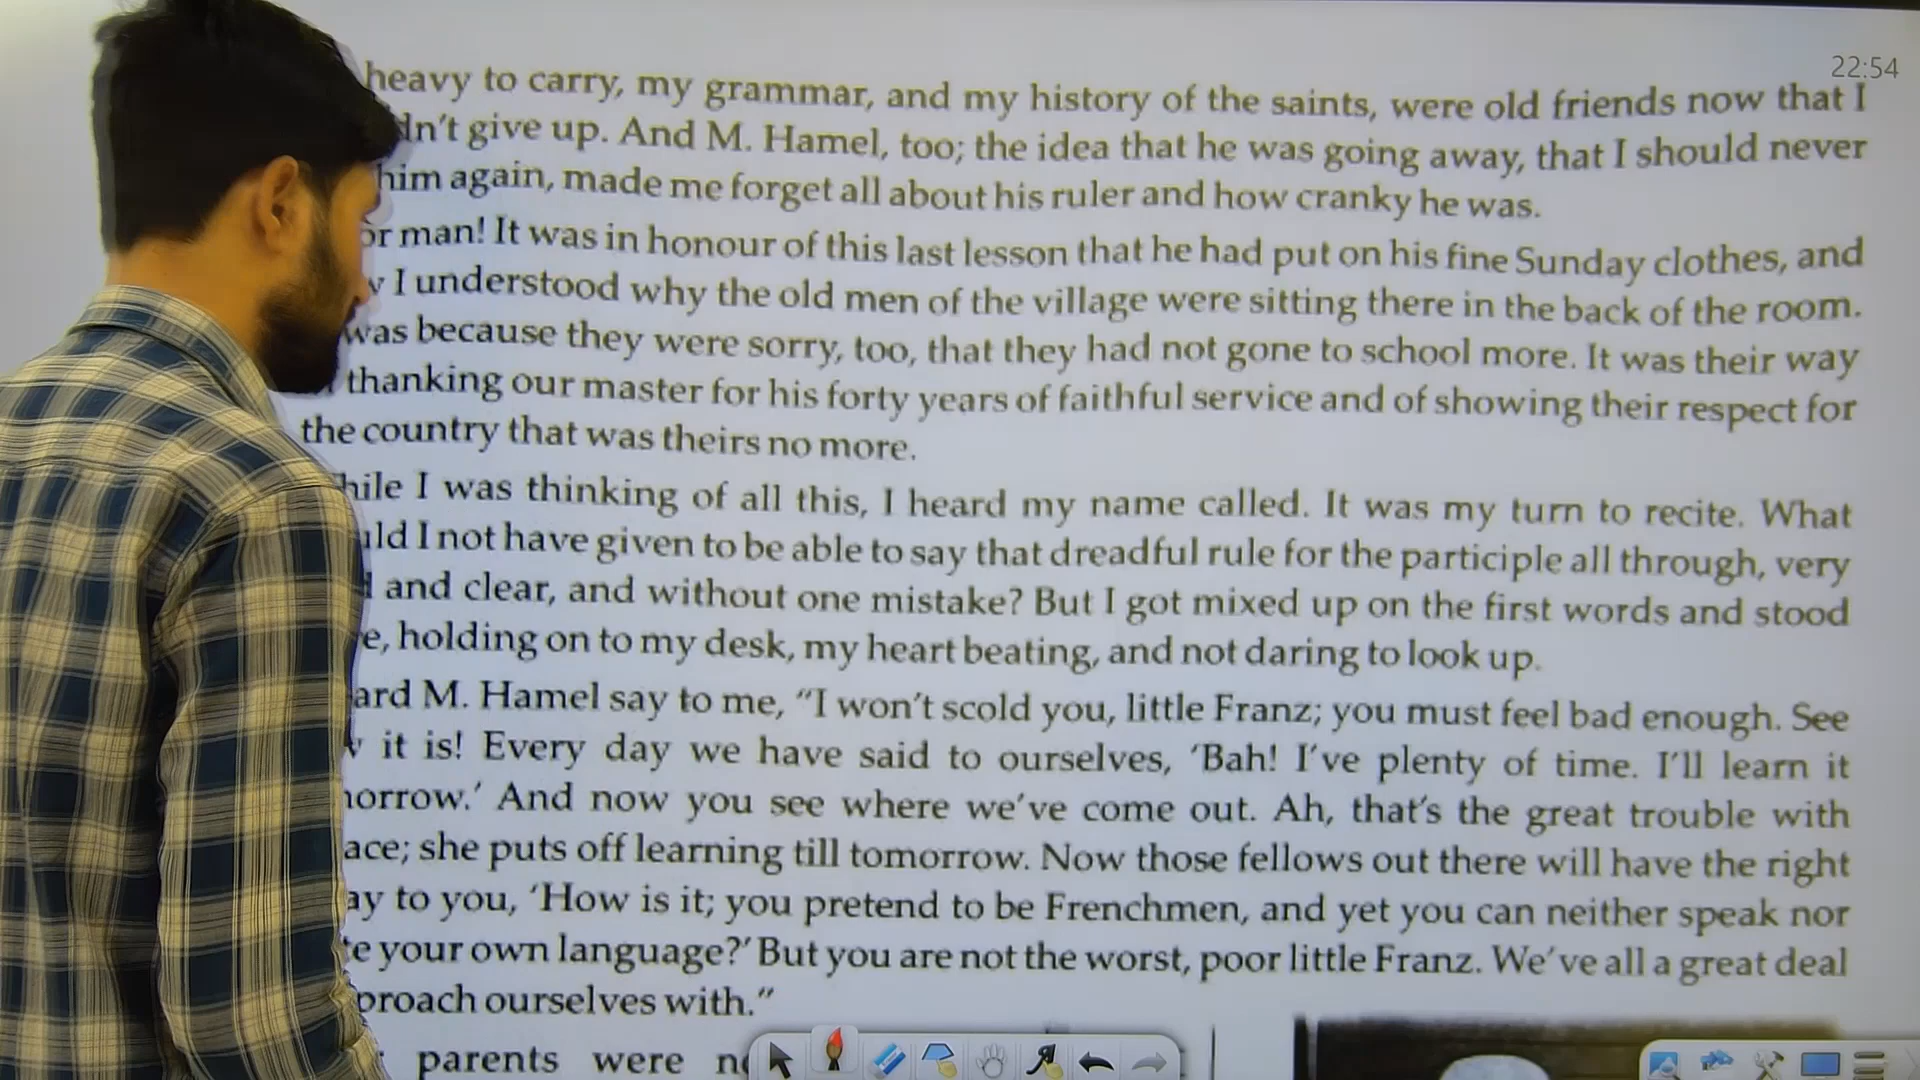 22:54
heavy to carry, my grammar, and my history of the saints, were old friends now that I
dn't give up. And M. Hamel, too; the idea that he was going away, that I should never
him again, made me forget all about his ruler and how cranky he was.
or man! It was in honour of this last lesson that he had put on his fine Sunday clothes, and
I understood why the old men of the village were sitting there in the back of the room.
was because they were sorry, too, that they had not gone to school more. It was their way
thanking our master for his forty years of faithful service and of showing their respect for
the country that was theirs no more.
hile I was thinking of all this, I heard my name called. It was my turn to recite. What
ld I not have given to be able to say that dreadful rule for the participle all through, very
and clear, and without one mistake? But I got mixed up on the first words and stood
e, holding on to my desk, my heart beating, and not daring to look up.
ard M. Hamel say to me, “I won't scold you, little Franz; you must feel bad enough. See
it is! Every day we have said to ourselves, ‘Bah! I've plenty of time. I'll learn it
orrow.’ And now you see where we've come out. Ah, that's the great trouble with
ace; she puts off learning till tomorrow. Now those fellows out there will have the right
ay to you, ‘How is it; you pretend to be Frenchmen, and yet you can neither speak nor
e your own language?’ But you are not the worst, poor little Franz. We've all a great deal
proach ourselves with.”
parents were